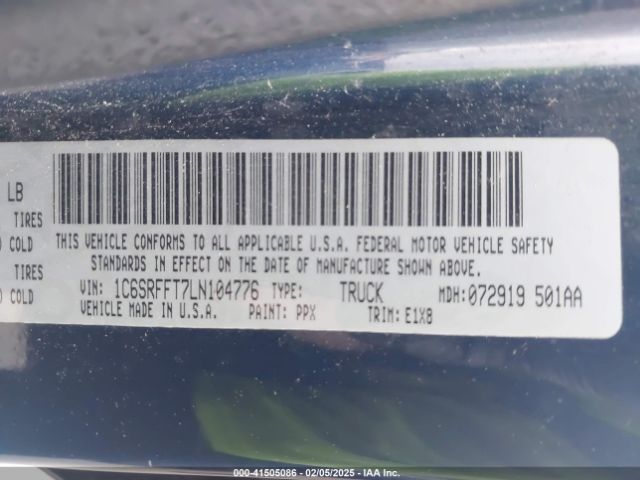 LB
TIRES
COLD
TIRES
COLD
THIS VEHICLE CONFORMS TO ALL APPLICABLE U.S.A. FEDERAL MOTOR VEHICLE SAFETY
STANDARDS IN EFFECT ON THE DATE OF MANUFACTURE SHOWN ABOVE.
VIN: 1C6SRFFT7LN104776 TYPE: TRUCK MDH:072919 501AA
VEHICLE MADE IN U.S.A. PAINT: PPX TRIM: E1X8
000-41505086 - 02/05/2025 - IAA Inc.